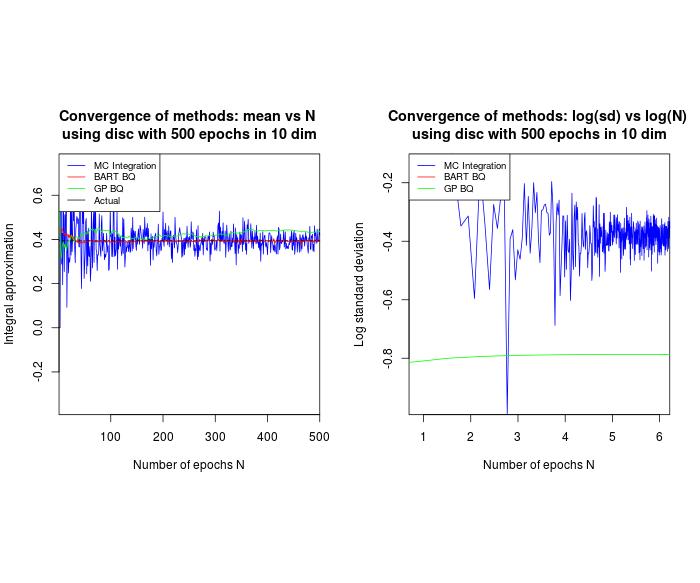 Convergence of methods: mean vs N
using disc with 500 epochs in 10 dim
MC Integration
BART BQ
GP BQ
Actual
Integral approximation
0.6
0.4
0.2
0.0
-0.2
100
200
300
400
500
Number of epochs N
Convergence of methods: log(sd) vs log(N)
using disc with 500 epochs in 10 dim
MC Integration
BART BQ
GP BQ
Log standard deviation
-0.2
-0.4
-0.6
-0.8
1
2
3
4
5
6
Number of epochs N